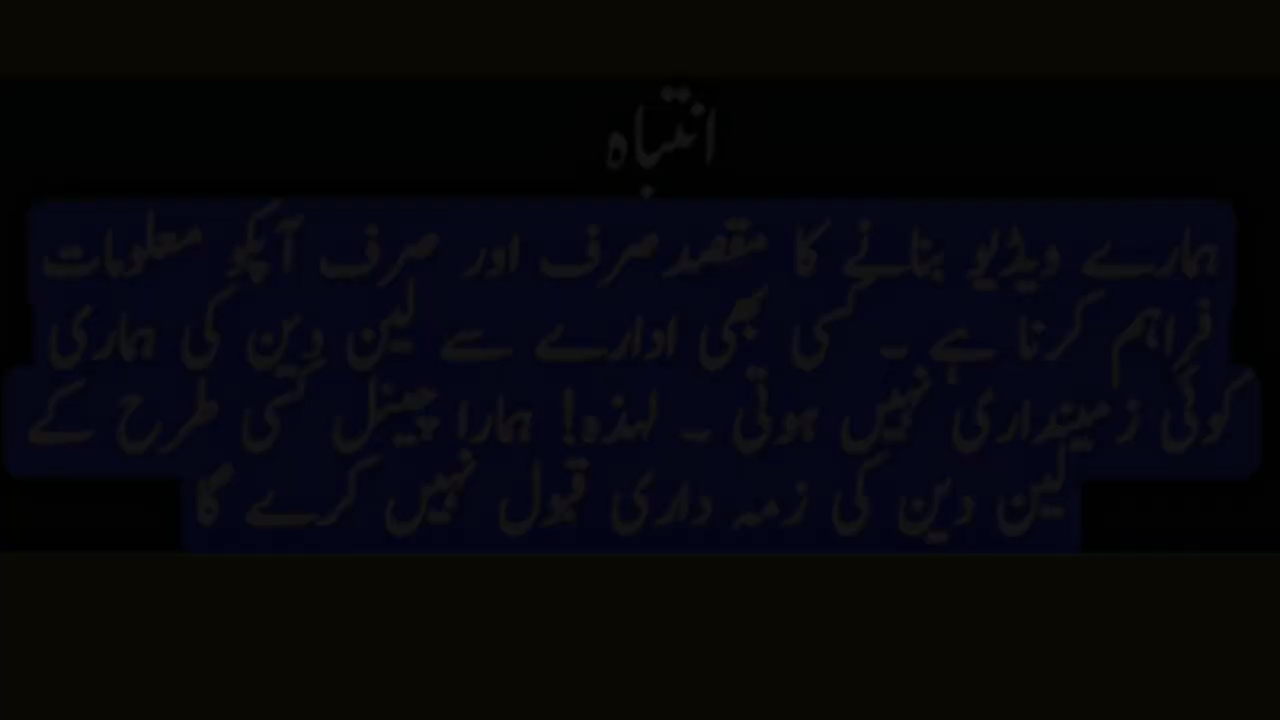 انتباہ
ہمارے ویڈیو بنانے کا مقصد صرف اور صرف آپکو معلومات
فراہم کرنا ہے ۔ کسی بھی ادارے سے لین دین کی ہماری
کوئی زمینداری نہیں ہوتی ۔ لہذہ! ہمارا چینل کسی طرح کے
لین دین کی زمہ داری قبول نہیں کرے گا